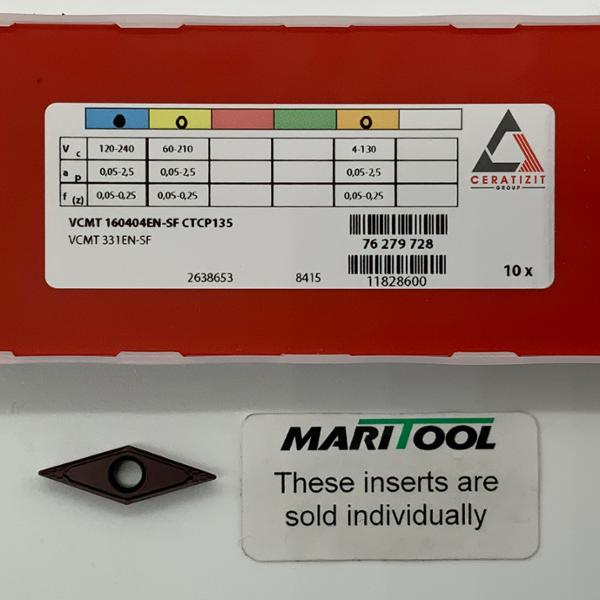 Vc 120-240 60-210 4-130
ap 0,05-2,5 0,05-2,5 0,05-2,5
f (z) 0,05-0,25 0,05-0,25 0,05-0,25
CERATIZIT
GROUP
VCMT 160404EN-SF CTCP135
VCMT 331EN-SF
76 279 728
2638653 8415 11828600
10 x
MARITOOL
These inserts are
sold individually